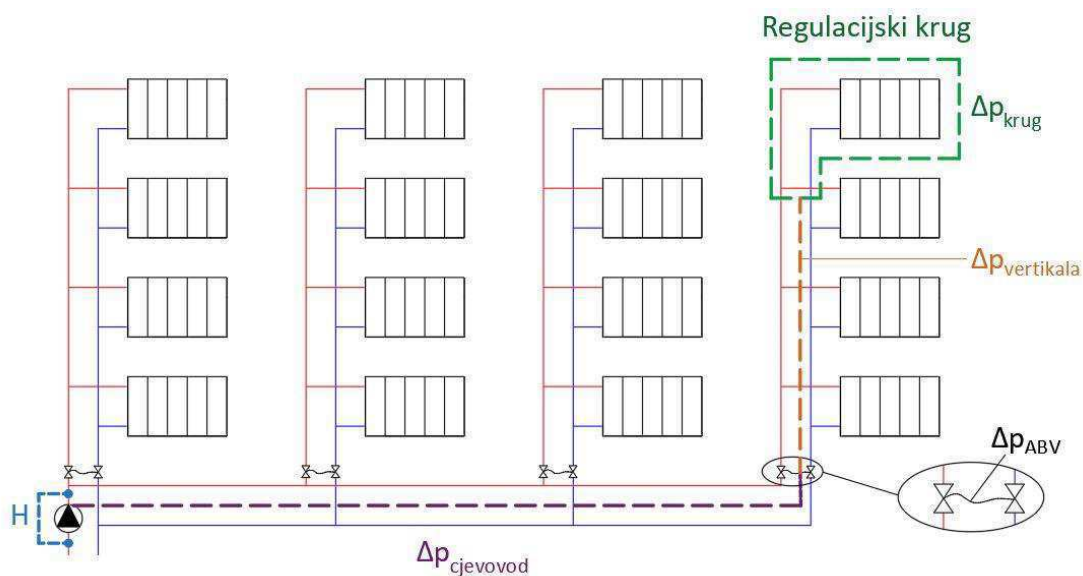 Regulacijski krug
Δpkrug
Δpvertikala
ΔpABV
H
Δpcjevovod